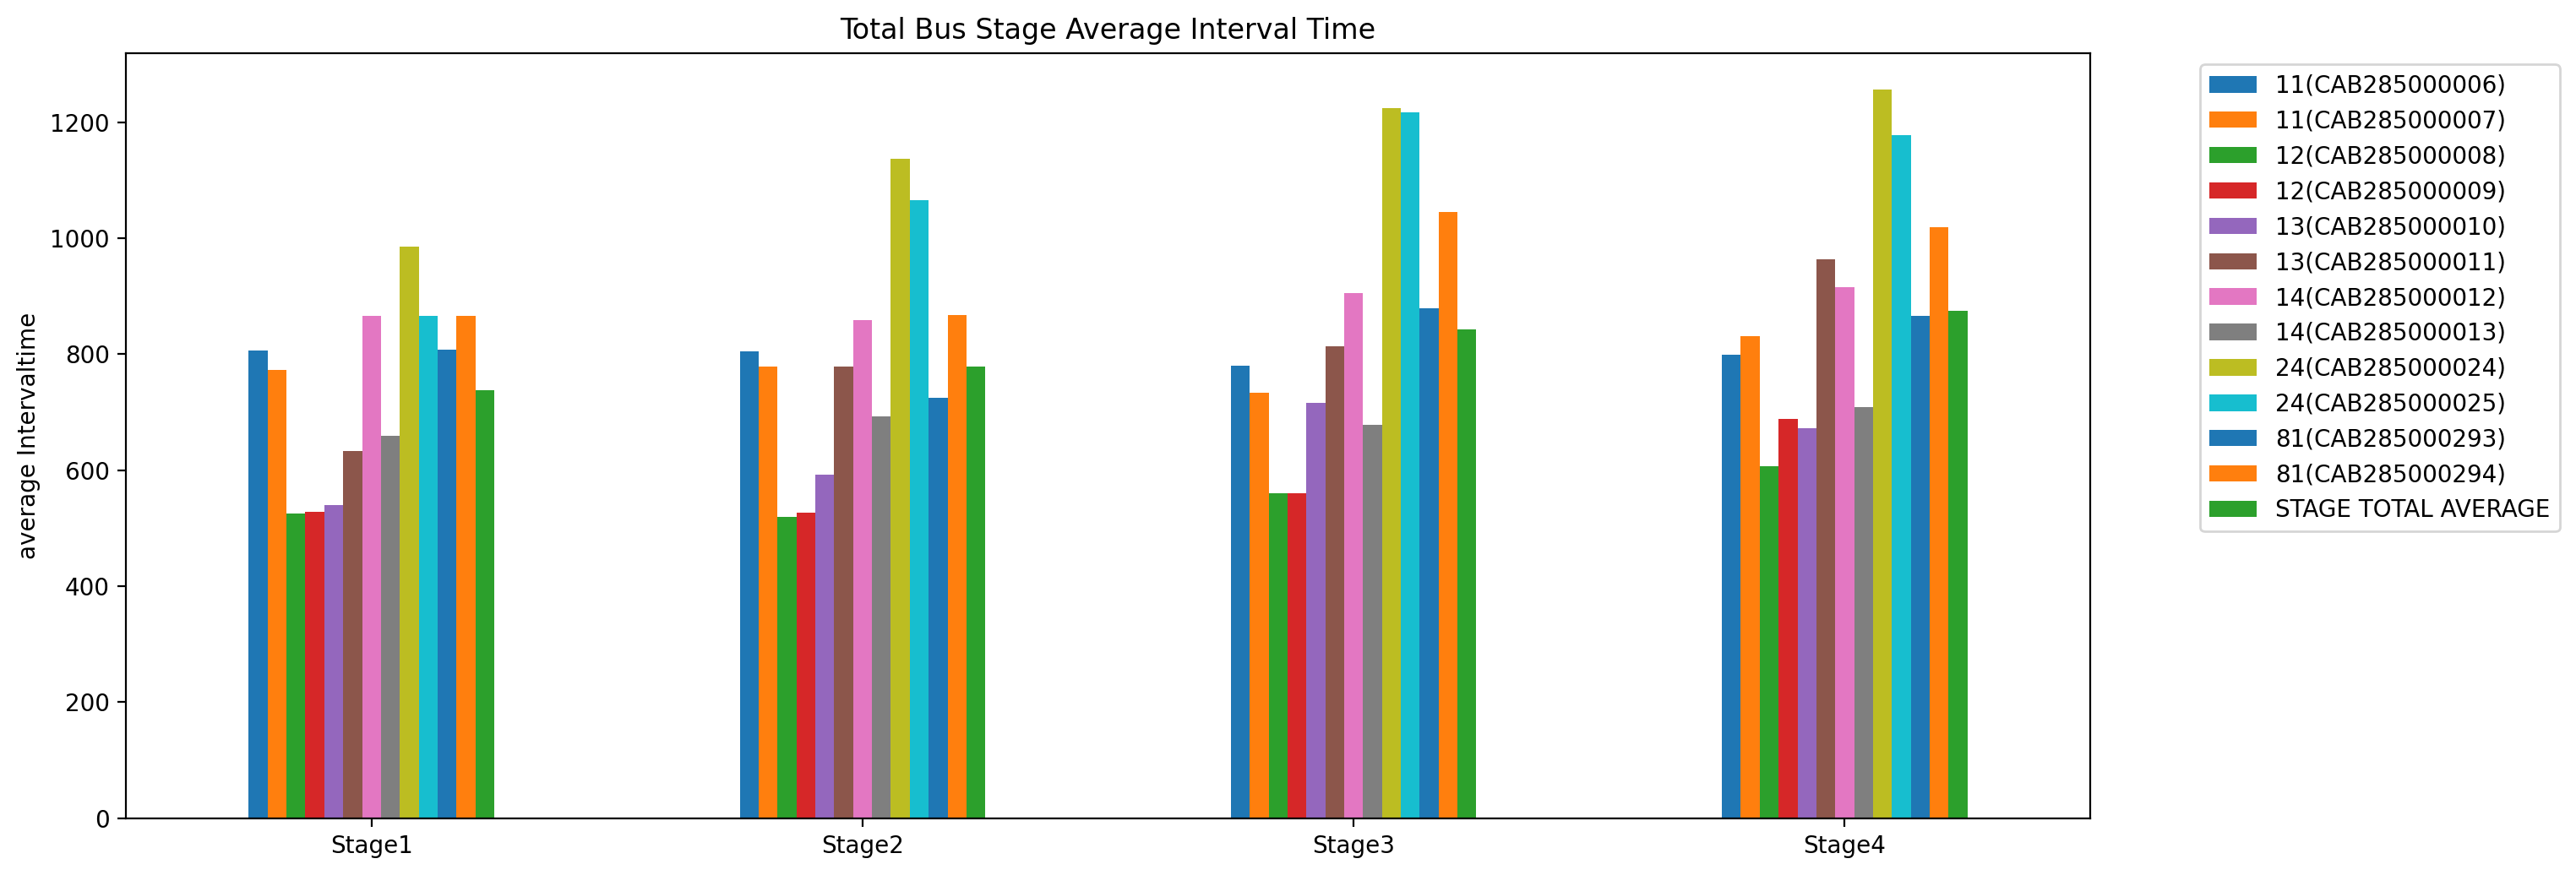 Total Bus Stage Average Interval Time
average Intervaltime
1200
1000
800
600
400
200
0
Stage1
Stage2
Stage3
Stage4
11(CAB285000006)
11(CAB285000007)
12(CAB285000008)
12(CAB285000009)
13(CAB285000010)
13(CAB285000011)
14(CAB285000012)
14(CAB285000013)
24(CAB285000024)
24(CAB285000025)
81(CAB285000293)
81(CAB285000294)
STAGE TOTAL AVERAGE